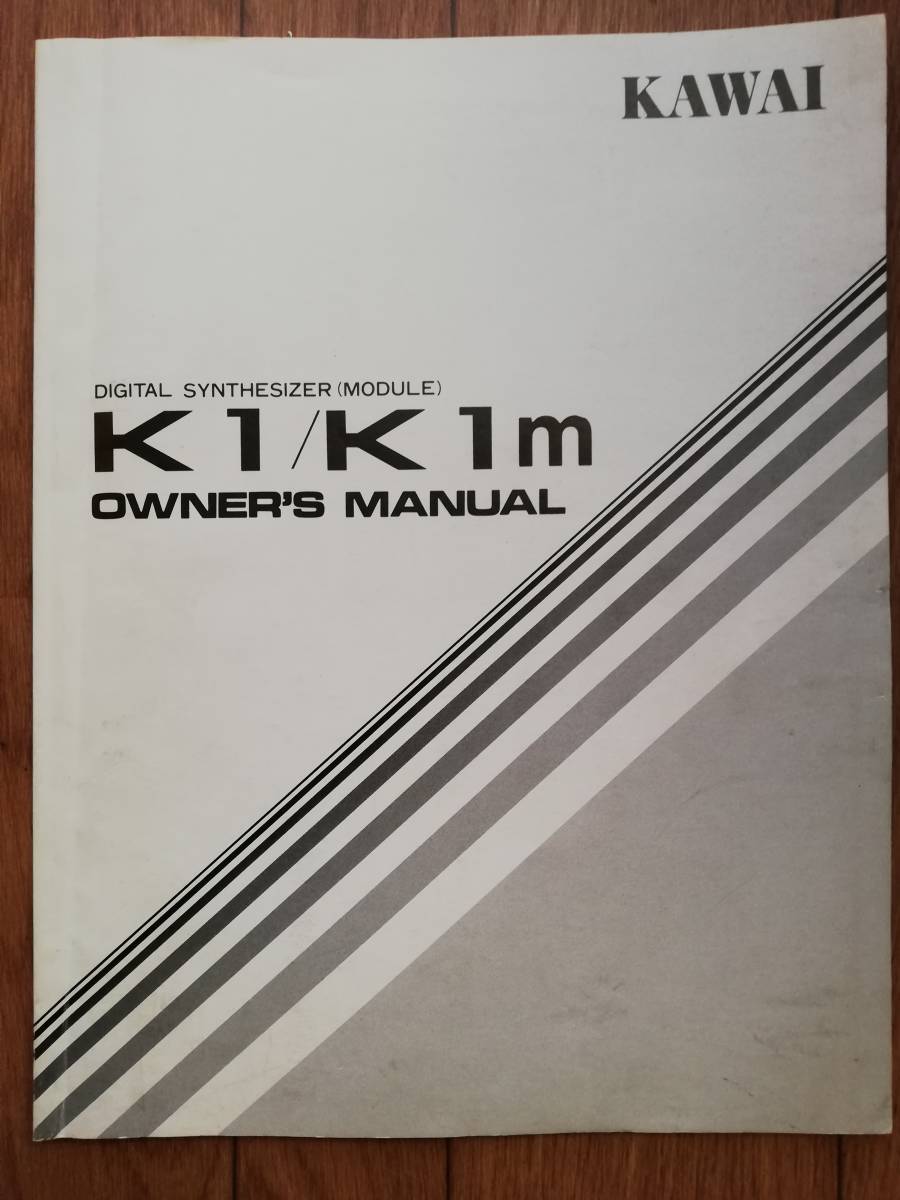 KAWAI
DIGITAL SYNTHESIZER (MODULE)
K1/K1m
OWNER'S MANUAL